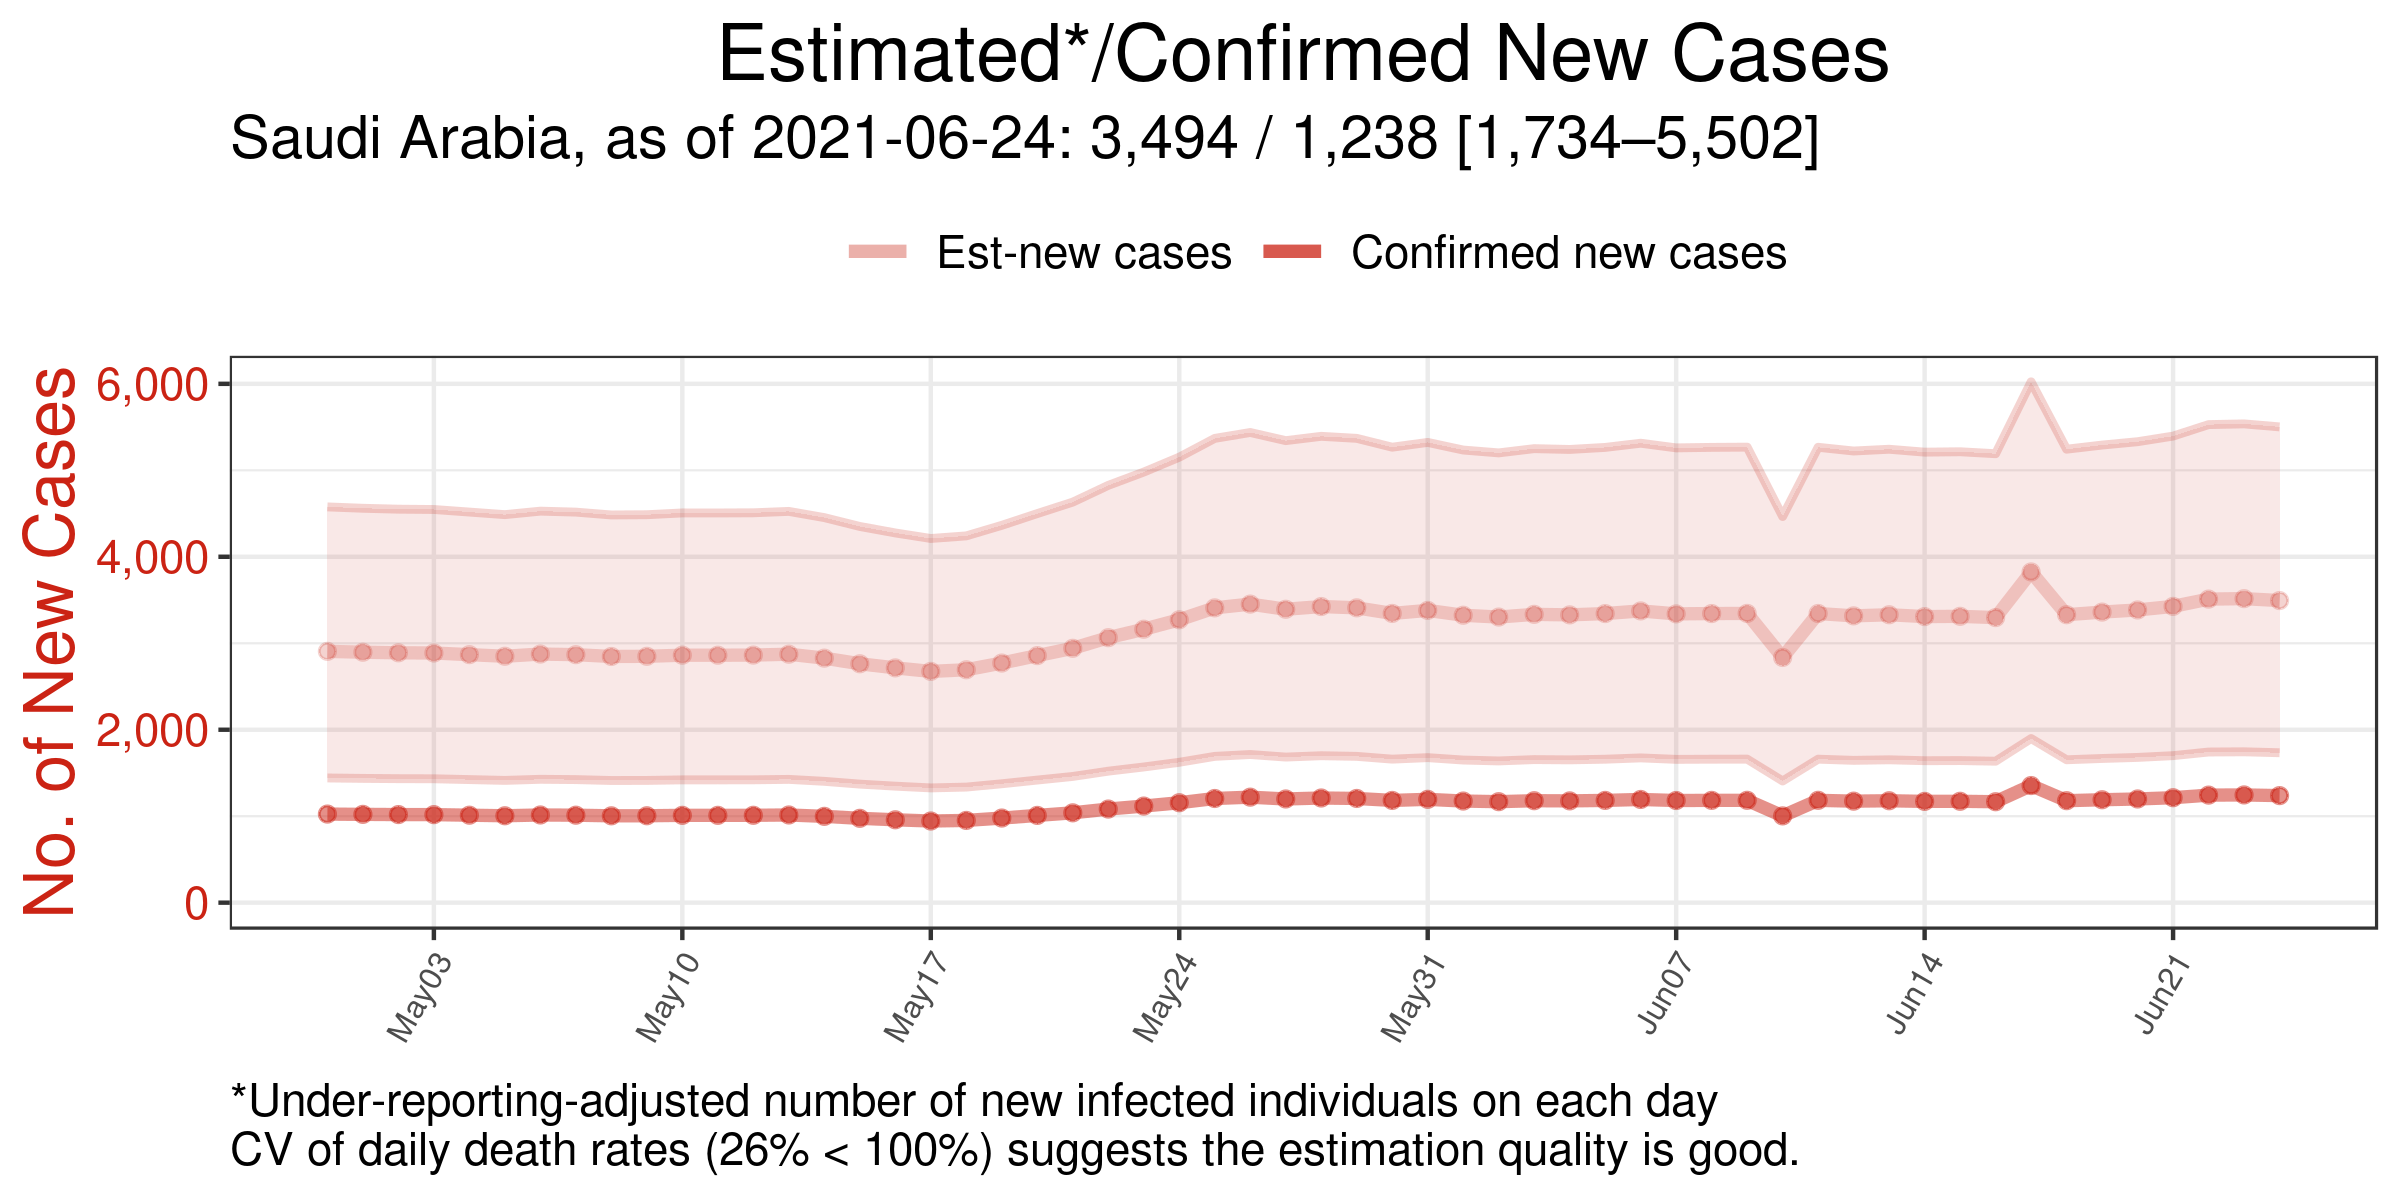 Estimated*/Confirmed New Cases
Saudi Arabia, as of 2021-06-24: 3,494 / 1,238 [1,734–5,502]
Est-new cases
Confirmed new cases
No. of New Cases
6,000
4,000
2,000
0
May03
May10
May17
May24
May31
Jun07
Jun14
Jun21
*Under-reporting-adjusted number of new infected individuals on each day
CV of daily death rates (26% < 100%) suggests the estimation quality is good.